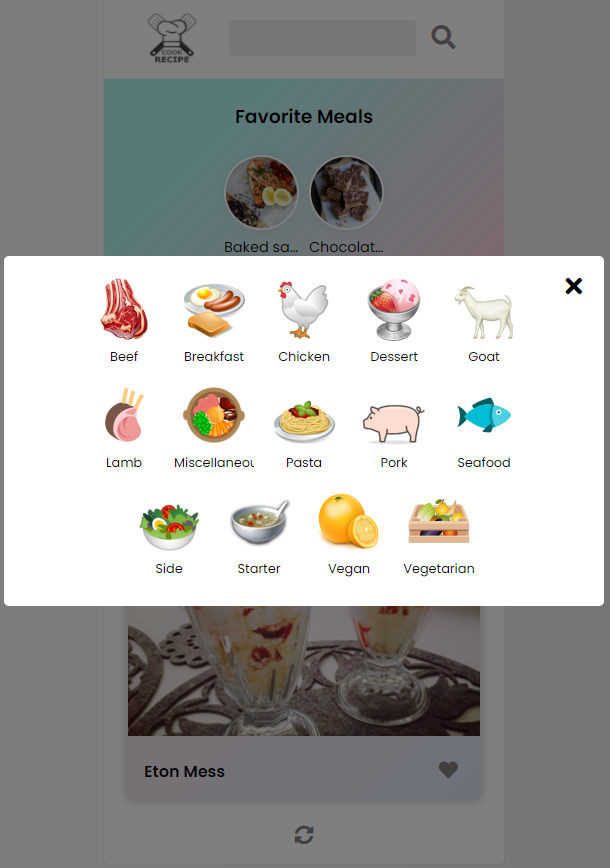 COOK
RECIPE
Favorite Meals
Baked sa...
Chocolat...
Beef
Breakfast
Chicken
Dessert
Goat
Lamb
Miscellaneou
Pasta
Pork
Seafood
Side
Starter
Vegan
Vegetarian
Eton Mess